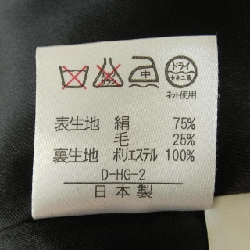 ドライ
ネット使用
表生地 絹 75%
毛 25%
裏生地 ポリエステル 100%
D-HG-2
日本製